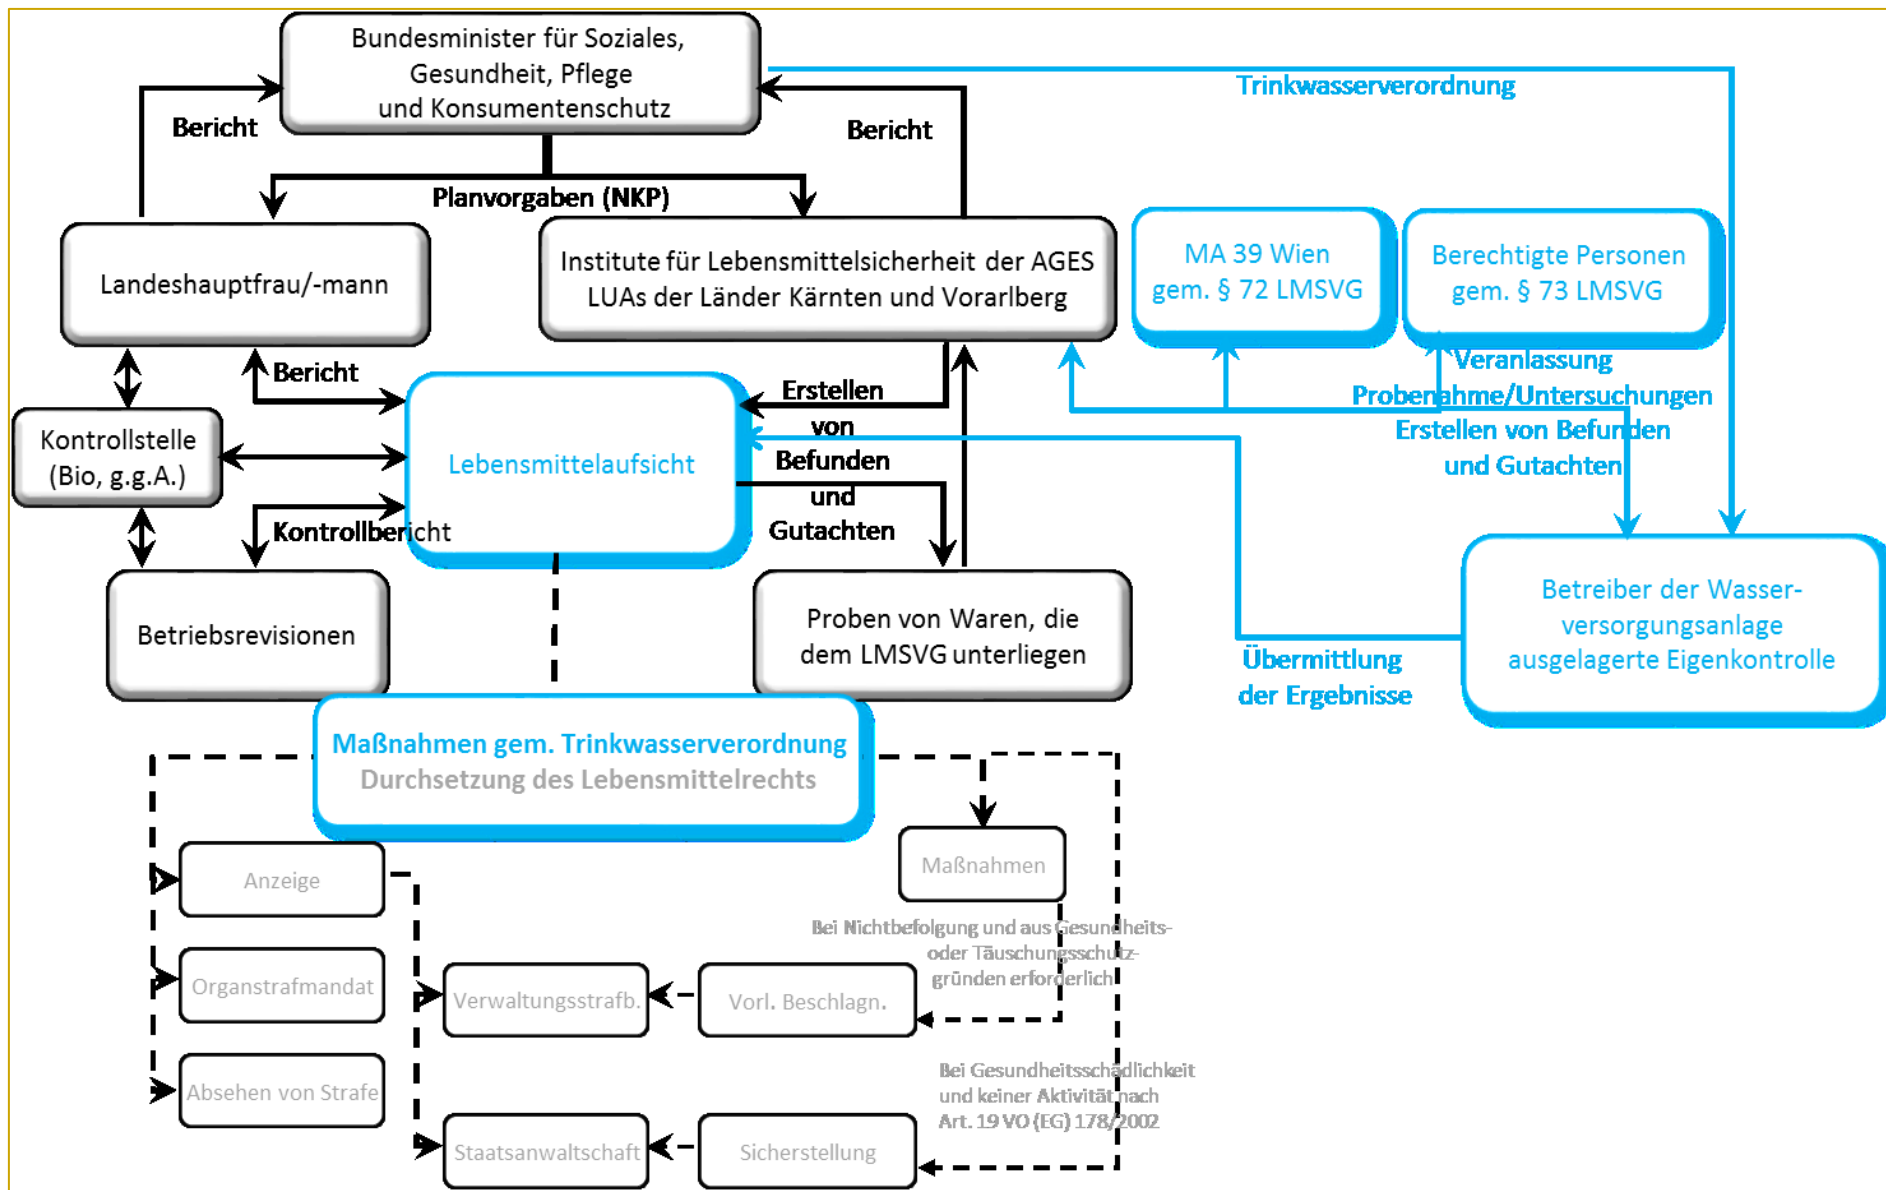 Bundesminister für Soziales,
Gesundheit, Pflege
und Konsumentenschutz
Trinkwasserverordnung
Bericht
Bericht
Planvorgaben (NKP)
Landeshauptfrau/-mann
Institute für Lebensmittelsicherheit der AGES
LUAs der Länder Kärnten und Vorarlberg
MA 39 Wien
gem. § 72 LMSVG
Berechtigte Personen
gem. § 73 LMSVG
Bericht
Erstellen
von
Befunden
und
Gutachten
Veranlassung
Probenahme/Untersuchungen
Erstellen von Befunden
und Gutachten
Kontrollstelle
(Bio, g.g.A.)
Lebensmittelaufsicht
Kontrollbericht
Betriebsrevisionen
Proben von Waren, die
dem LMSVG unterliegen
Betreiber der Wasser-
versorgungsanlage
ausgelagerte Eigenkontrolle
Übermittlung
der Ergebnisse
Maßnahmen gem. Trinkwasserverordnung
Durchsetzung des Lebensmittelrechts
Anzeige
Maßnahmen
Bei Nichtbefolgung und aus Gesundheits-
oder Täuschungsschutz-
gründen erforderlich
Organstrafmandat
Verwaltungsstrafb.
Vorl. Beschlagn.
Absehen von Strafe
Bei Gesundheitsschädlichkeit
und keiner Aktivität nach
Art. 19 VO (EG) 178/2002
Staatsanwaltschaft
Sicherstellung